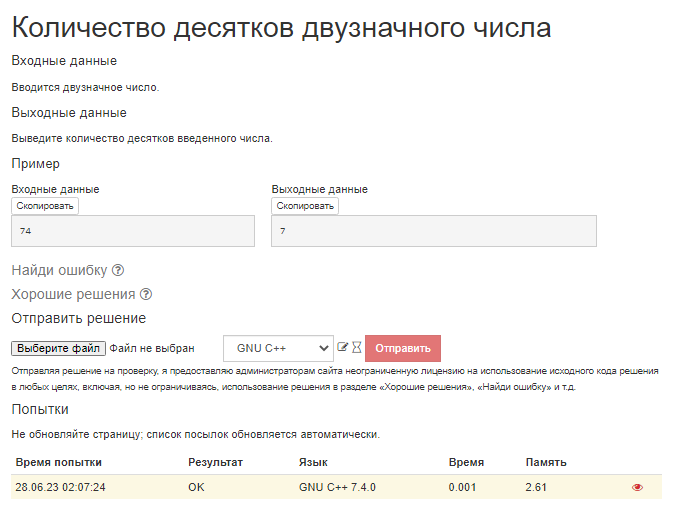 Количество десятков двузначного числа
Входные данные
Вводится двузначное число.
Выходные данные
Выведите количество десятков введенного числа.
Пример
Входные данные Выходные данные
Скопировать Скопировать
74 7
Найди ошибку
Хорошие решения
Отправить решение
Выберите файл Файл не выбран GNU C++ Отправить
Отправляя решение на проверку, я предоставляю администраторам сайта неограниченную лицензию на использование исходного кода решения
в любых целях, включая, но не ограничиваясь, использование решения в разделе «Хорошие решения», «Найди ошибку» и т.д.
Попытки
Не обновляйте страницу; список посылок обновляется автоматически.
Время попытки Результат Язык Время Память
28.06.23 02:07:24 OK GNU C++ 7.4.0 0.001 2.61